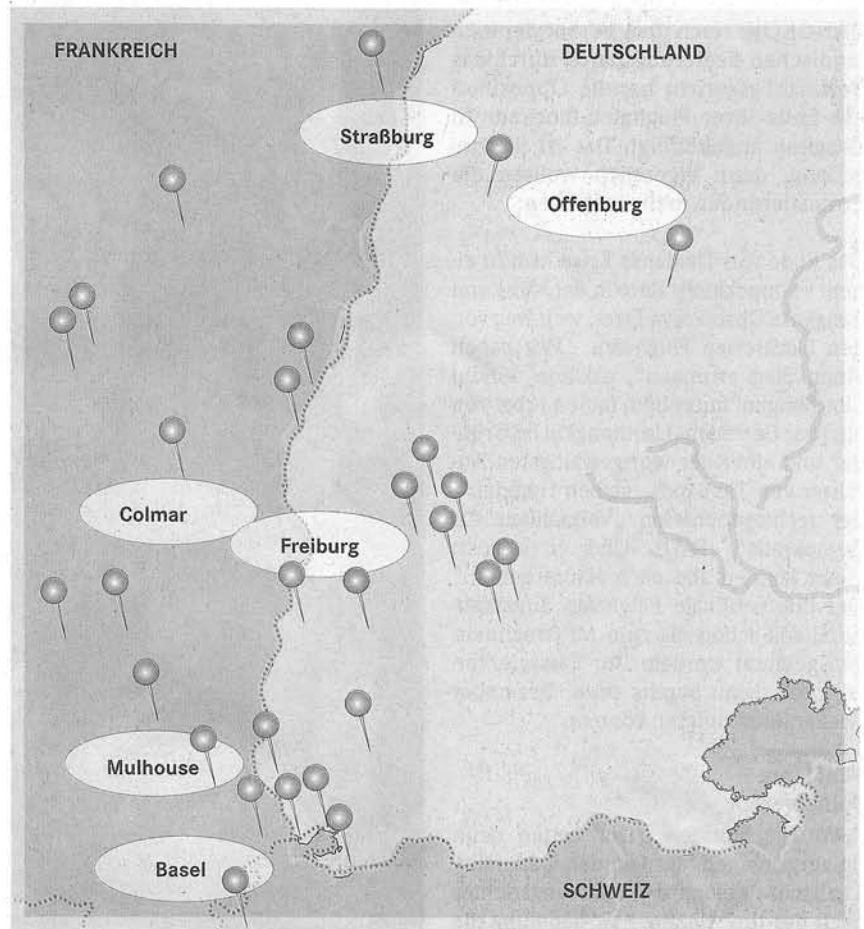 FRANKREICH
DEUTSCHLAND
Straßburg
Offenburg
Colmar
Freiburg
Mulhouse
Basel
SCHWEIZ